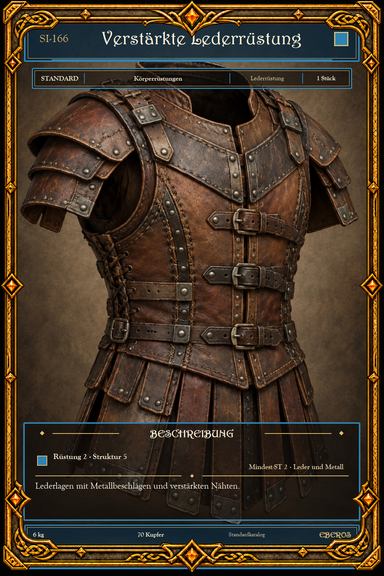 SI-166
Verstärkte Lederrüstung
STANDARD Körperrüstungen Lederrüstung 1 Stück
BESCHREIBUNG
Rüstung 2 · Struktur 5
Mindest-ST 2 · Leder und Metall
Lederlagen mit Metallbeschlägen und verstärkten Nähten.
6 kg 70 Kupfer Standardkatalog EBEROS